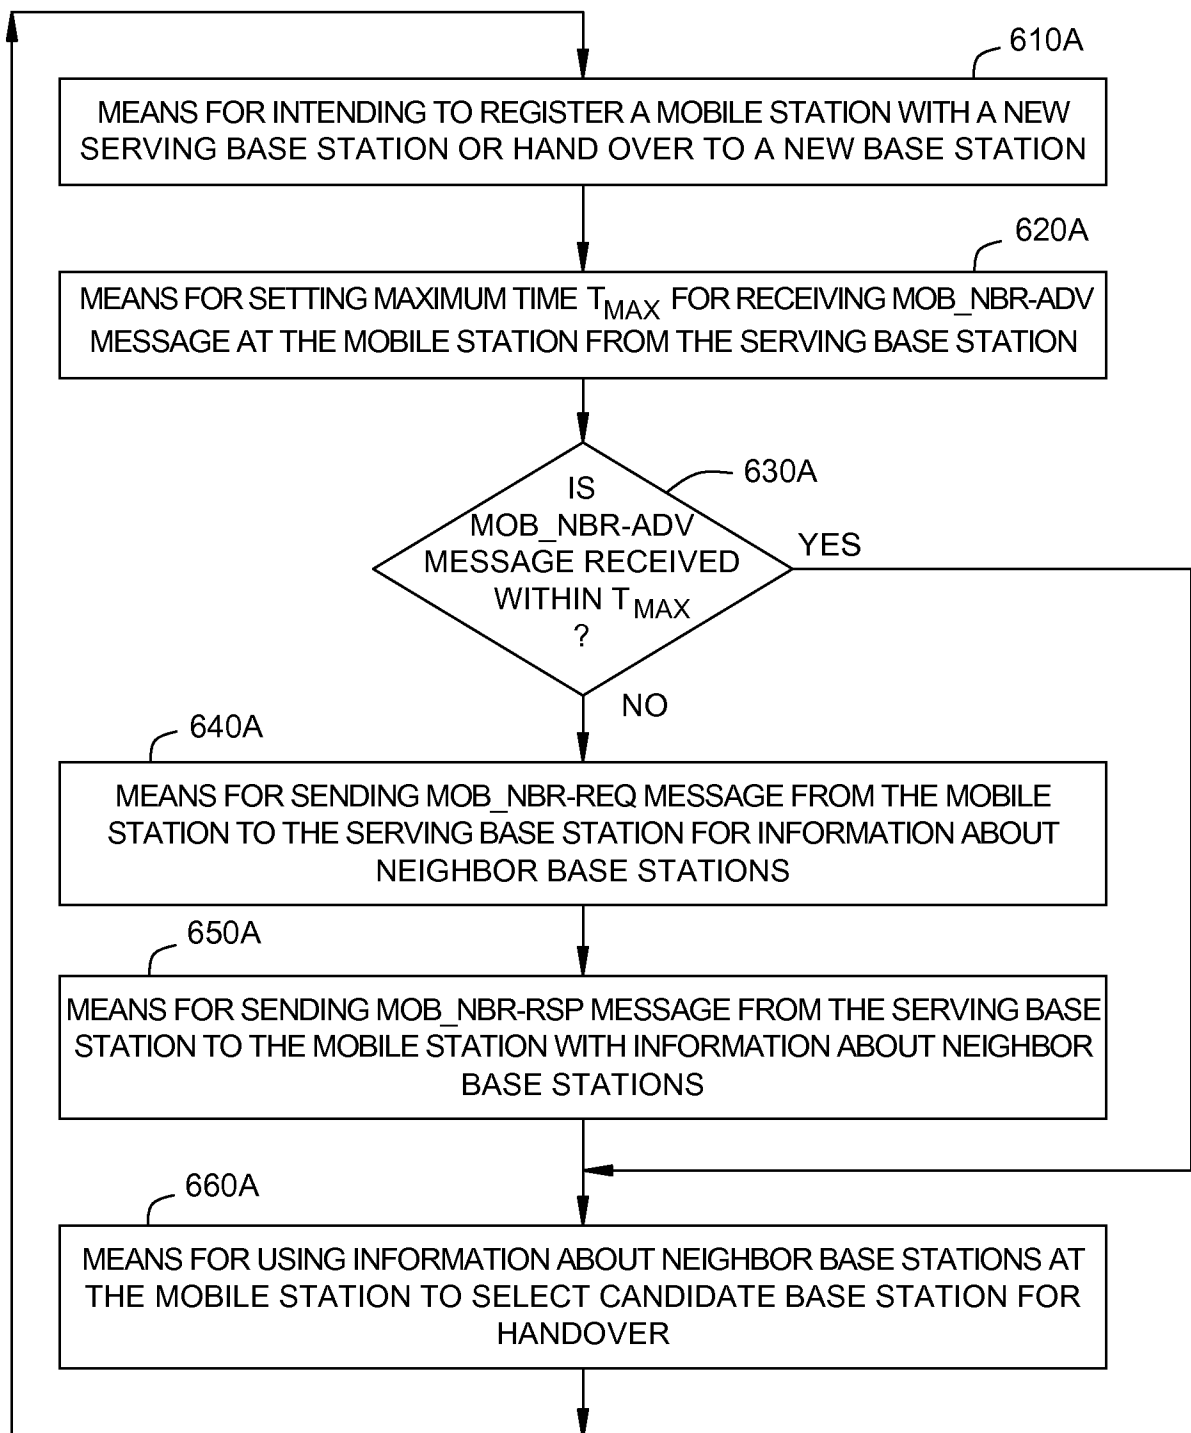 610A
MEANS FOR INTENDING TO REGISTER A MOBILE STATION WITH A NEW
SERVING BASE STATION OR HAND OVER TO A NEW BASE STATION
620A
MEANS FOR SETTING MAXIMUM TIME TMAX FOR RECEIVING MOB_NBR-ADV
MESSAGE AT THE MOBILE STATION FROM THE SERVING BASE STATION
630A
IS
MOB_NBR-ADV
MESSAGE RECEIVED
WITHIN TMAX
?
YES
NO
640A
MEANS FOR SENDING MOB_NBR-REQ MESSAGE FROM THE MOBILE
STATION TO THE SERVING BASE STATION FOR INFORMATION ABOUT
NEIGHBOR BASE STATIONS
650A
MEANS FOR SENDING MOB_NBR-RSP MESSAGE FROM THE SERVING BASE
STATION TO THE MOBILE STATION WITH INFORMATION ABOUT NEIGHBOR
BASE STATIONS
660A
MEANS FOR USING INFORMATION ABOUT NEIGHBOR BASE STATIONS AT
THE MOBILE STATION TO SELECT CANDIDATE BASE STATION FOR
HANDOVER